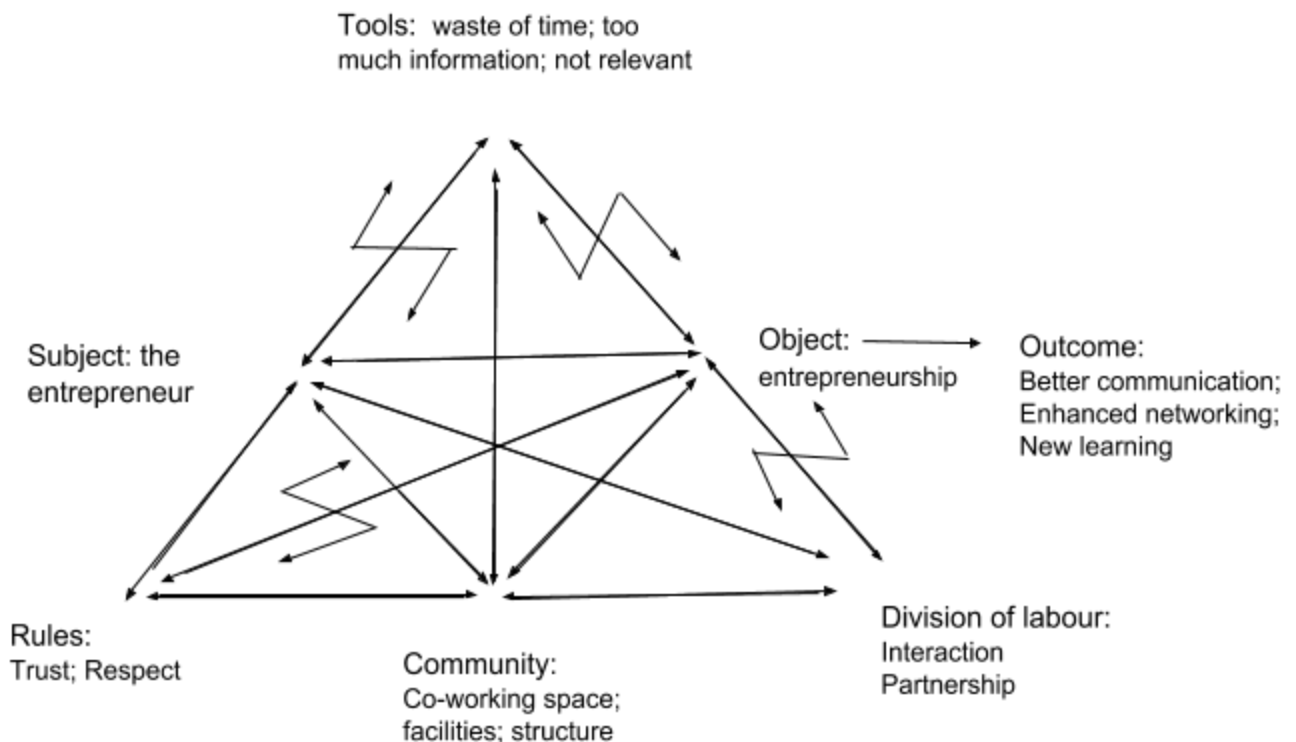 Tools: waste of time; too
much information; not relevant
Subject: the
entrepreneur
Object:
entrepreneurship
Outcome:
Better communication;
Enhanced networking;
New learning
Rules:
Trust; Respect
Community:
Co-working space;
facilities; structure
Division of labour:
Interaction
Partnership